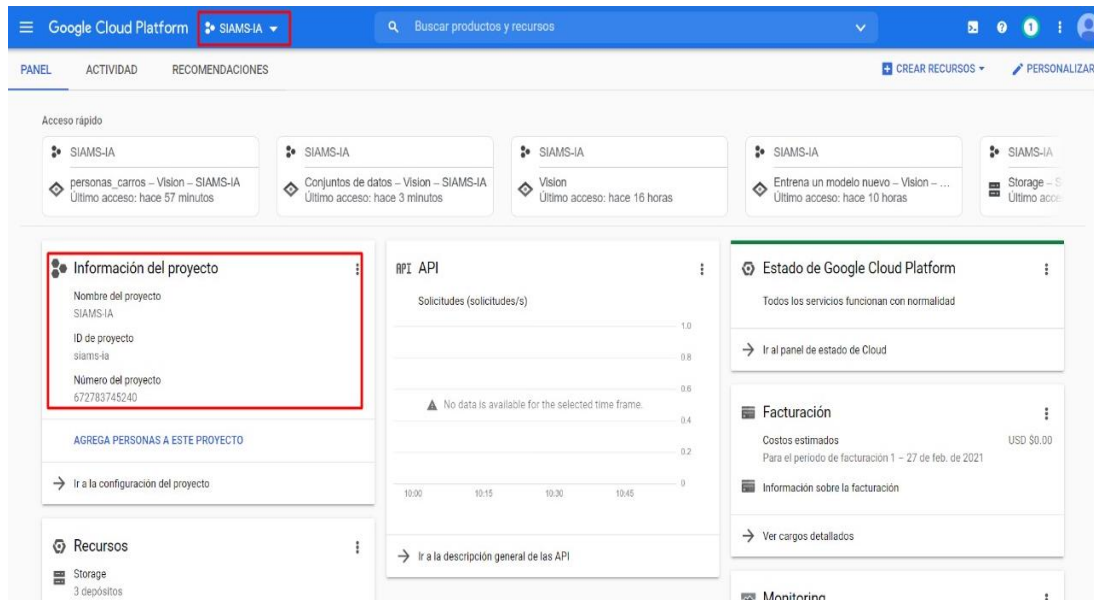 Google Cloud Platform SIAMS-IA Buscar productos y recursos 1
PANEL ACTIVIDAD RECOMENDACIONES CREAR RECURSOS PERSONALIZAR
Acceso rápido
SIAMS-IA
personas_carros – Vision – SIAMS-IA
Último acceso: hace 57 minutos
SIAMS-IA
Conjuntos de datos – Vision – SIAMS-IA
Último acceso: hace 3 minutos
SIAMS-IA
Vision
Último acceso: hace 16 horas
SIAMS-IA
Entrena un modelo nuevo – Vision – ...
Último acceso: hace 10 horas
SIAMS-IA
Storage – S
Último acce
Información del proyecto
Nombre del proyecto
SIAMS-IA
ID de proyecto
siams-ia
Número del proyecto
672783745240
AGREGA PERSONAS A ESTE PROYECTO
Ir a la configuración del proyecto
Recursos
Storage
3 depósitos
API API
Solicitudes (solicitudes/s)
1.0
0.8
0.6
No data is available for the selected time frame.
0.4
0.2
0
10:00 10:15 10:30 10:45
Ir a la descripción general de las API
Estado de Google Cloud Platform
Todos los servicios funcionan con normalidad
Ir al panel de estado de Cloud
Facturación
Costos estimados USD $0.00
Para el período de facturación 1 – 27 de feb. de 2021
Información sobre la facturación
Ver cargos detallados
Monitoring